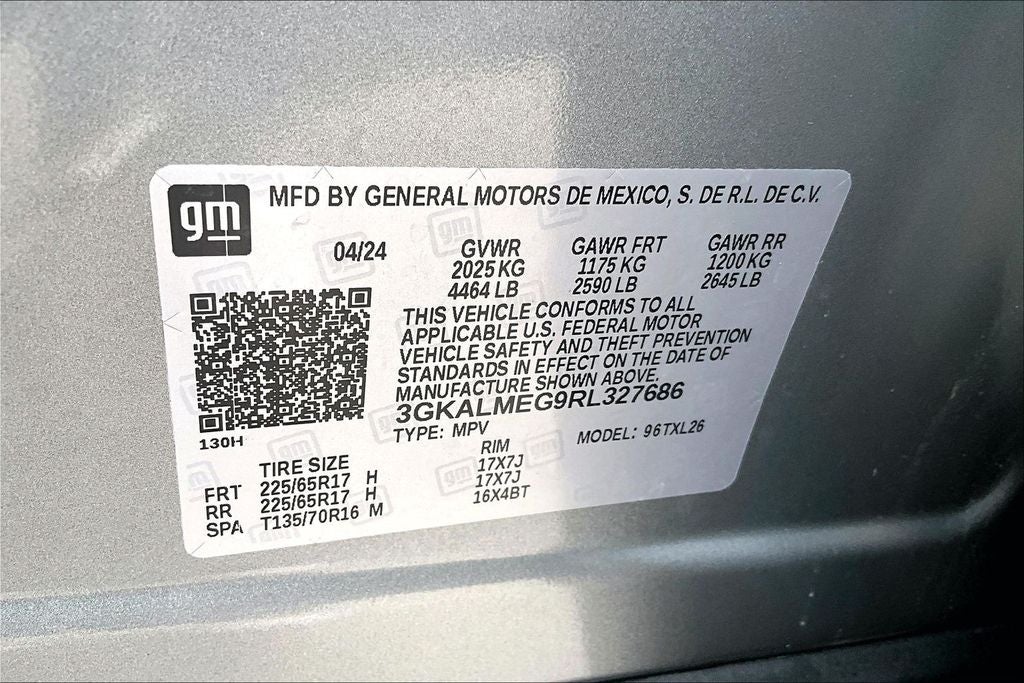 gm
MFD BY GENERAL MOTORS DE MEXICO, S. DE R.L. DE C.V.
04/24 GVWR GAWR FRT GAWR RR
2025 KG 1175 KG 1200 KG
4464 LB 2590 LB 2645 LB
THIS VEHICLE CONFORMS TO ALL
APPLICABLE U.S. FEDERAL MOTOR
VEHICLE SAFETY AND THEFT PREVENTION
STANDARDS IN EFFECT ON THE DATE OF
MANUFACTURE SHOWN ABOVE.
3GKALMEG9RL327686
130H
TYPE: MPV MODEL: 96TXL26
TIRE SIZE RIM
FRT 225/65R17 H 17X7J
RR 225/65R17 H 17X7J
SPA T135/70R16 M 16X4BT